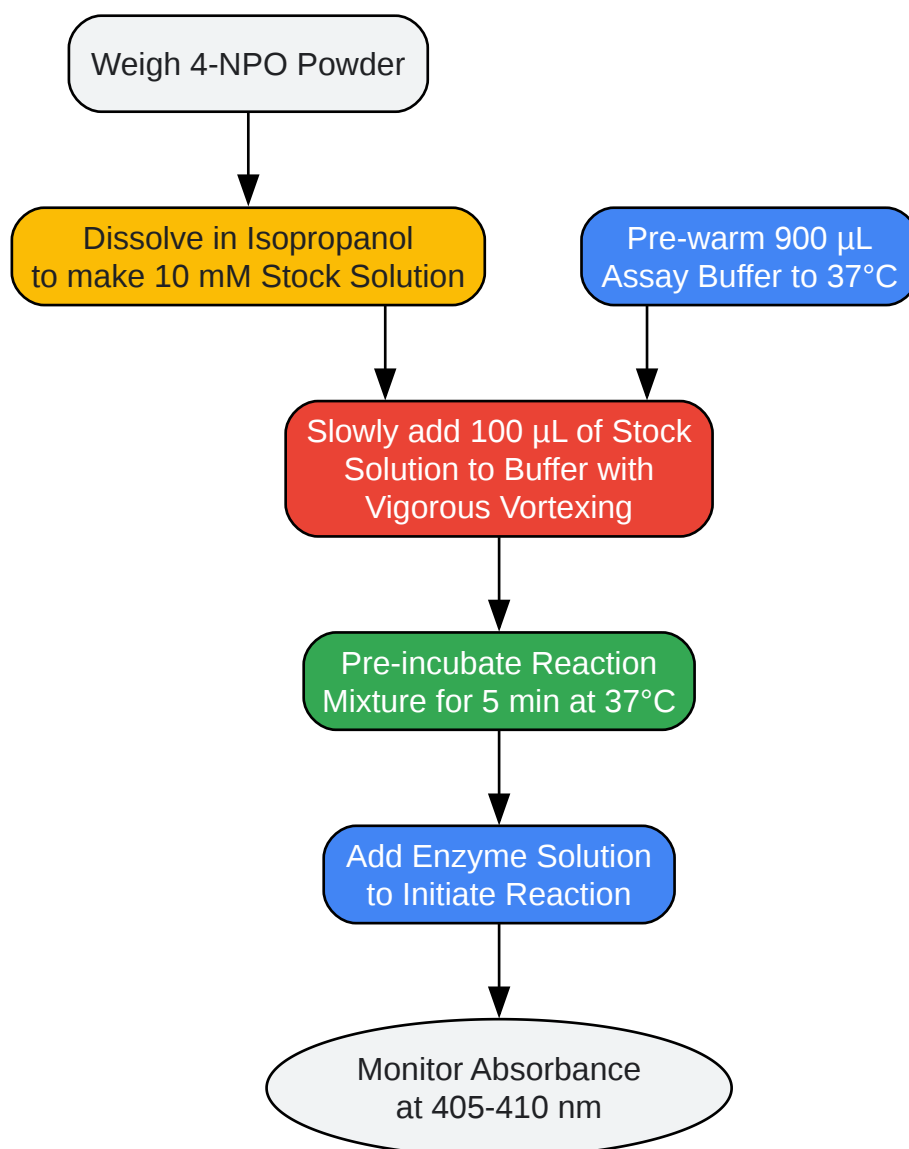 Weigh 4-NPO Powder
Dissolve in Isopropanol
to make 10 mM Stock Solution
Pre-warm 900 µL
Assay Buffer to 37°C
Slowly add 100 µL of Stock
Solution to Buffer with
Vigorous Vortexing
Pre-incubate Reaction
Mixture for 5 min at 37°C
Add Enzyme Solution
to Initiate Reaction
Monitor Absorbance
at 405-410 nm